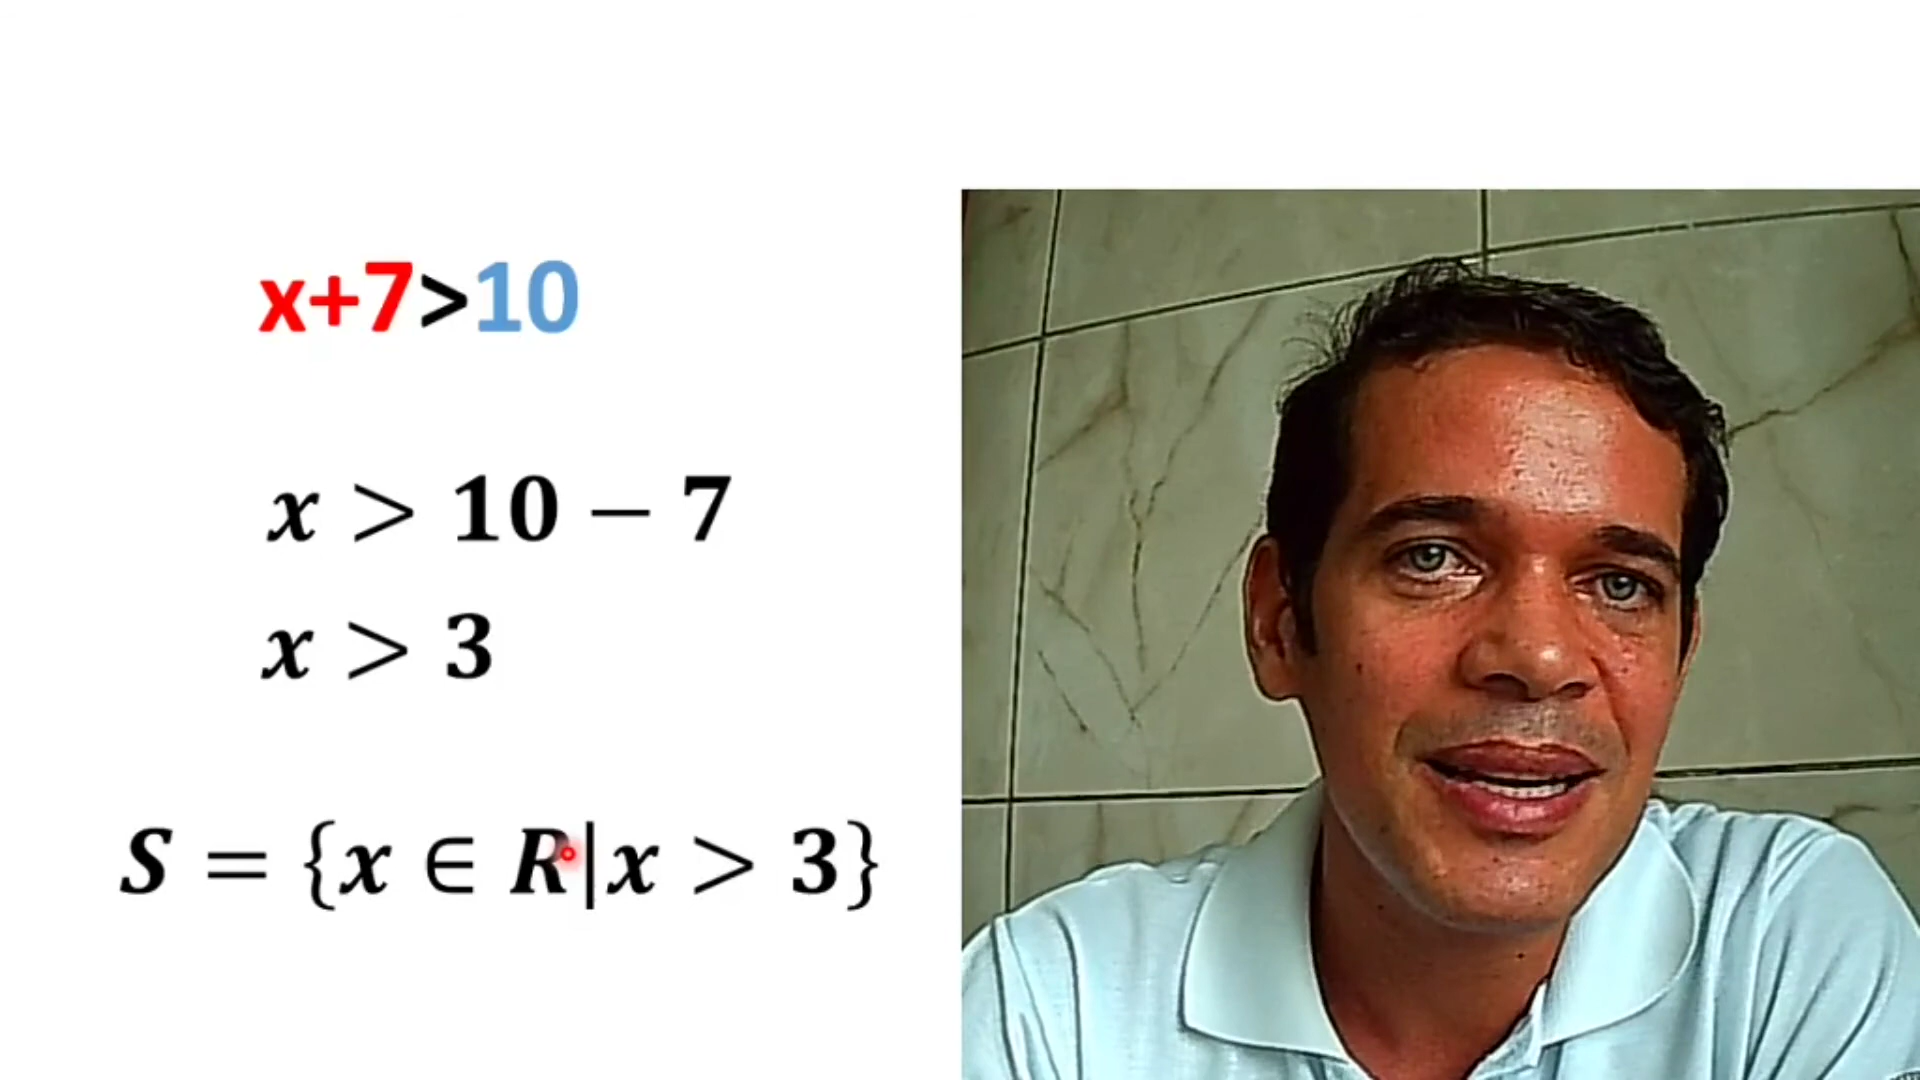 x+7>10
x > 10 − 7
x > 3
S = {x ∈ R|x > 3}